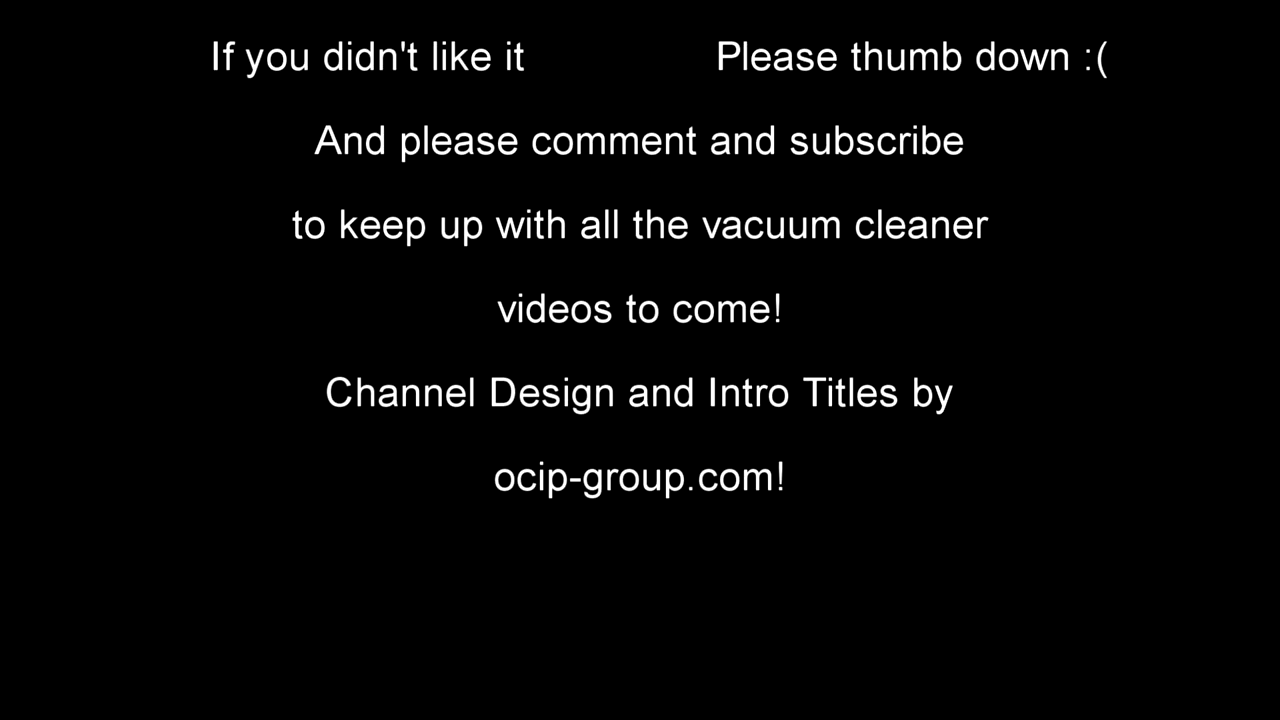 If you didn't like it Please thumb down :(
And please comment and subscribe
to keep up with all the vacuum cleaner
videos to come!
Channel Design and Intro Titles by
ocip-group.com!